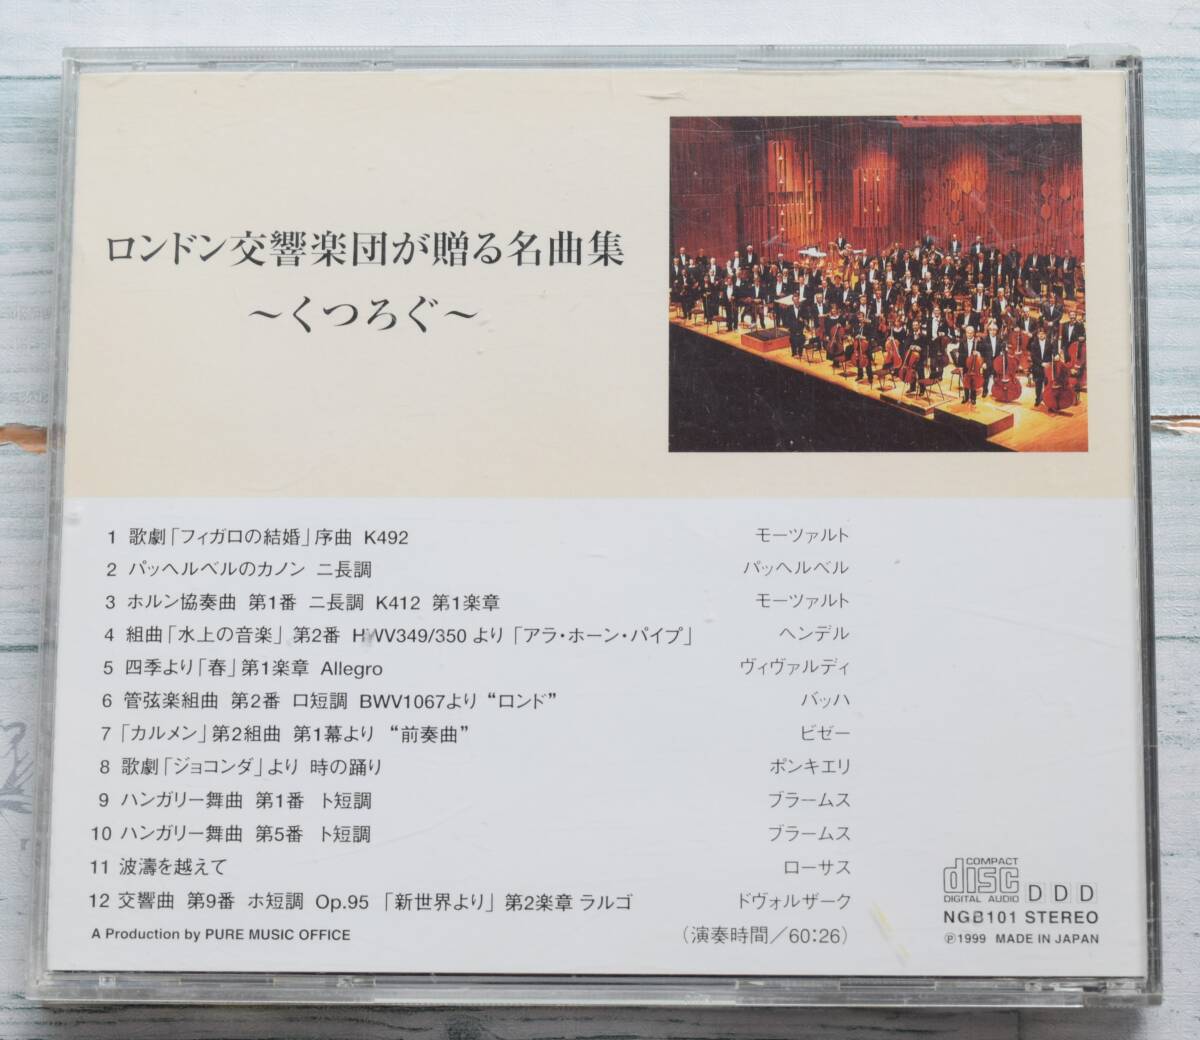 ロンドン交響楽団が贈る名曲集
～くつろぐ～
1 歌劇「フィガロの結婚」序曲 K492 モーツァルト
2 パッヘルベルのカノン ニ長調 パッヘルベル
3 ホルン協奏曲 第1番 ニ長調 K412 第1楽章 モーツァルト
4 組曲「水上の音楽」第2番 HWV349/350 より「アラ・ホーン・パイプ」 ヘンデル
5 四季より「春」第1楽章 Allegro ヴィヴァルディ
6 管弦楽組曲 第2番 ロ短調 BWV1067より “ロンド” バッハ
7 「カルメン」第2組曲 第1幕より “前奏曲” ビゼー
8 歌劇「ジョコンダ」より 時の踊り ポンキエリ
9 ハンガリー舞曲 第1番 ト短調 ブラームス
10 ハンガリー舞曲 第5番 ト短調 ブラームス
11 波濤を越えて ローサス
12 交響曲 第9番 ホ短調 Op.95 「新世界より」第2楽章 ラルゴ ドヴォルザーク
A Production by PURE MUSIC OFFICE
（演奏時間／60:26）
COMPACT
disc
DIGITAL AUDIO
D D D
NGB101 STEREO
℗1999 MADE IN JAPAN